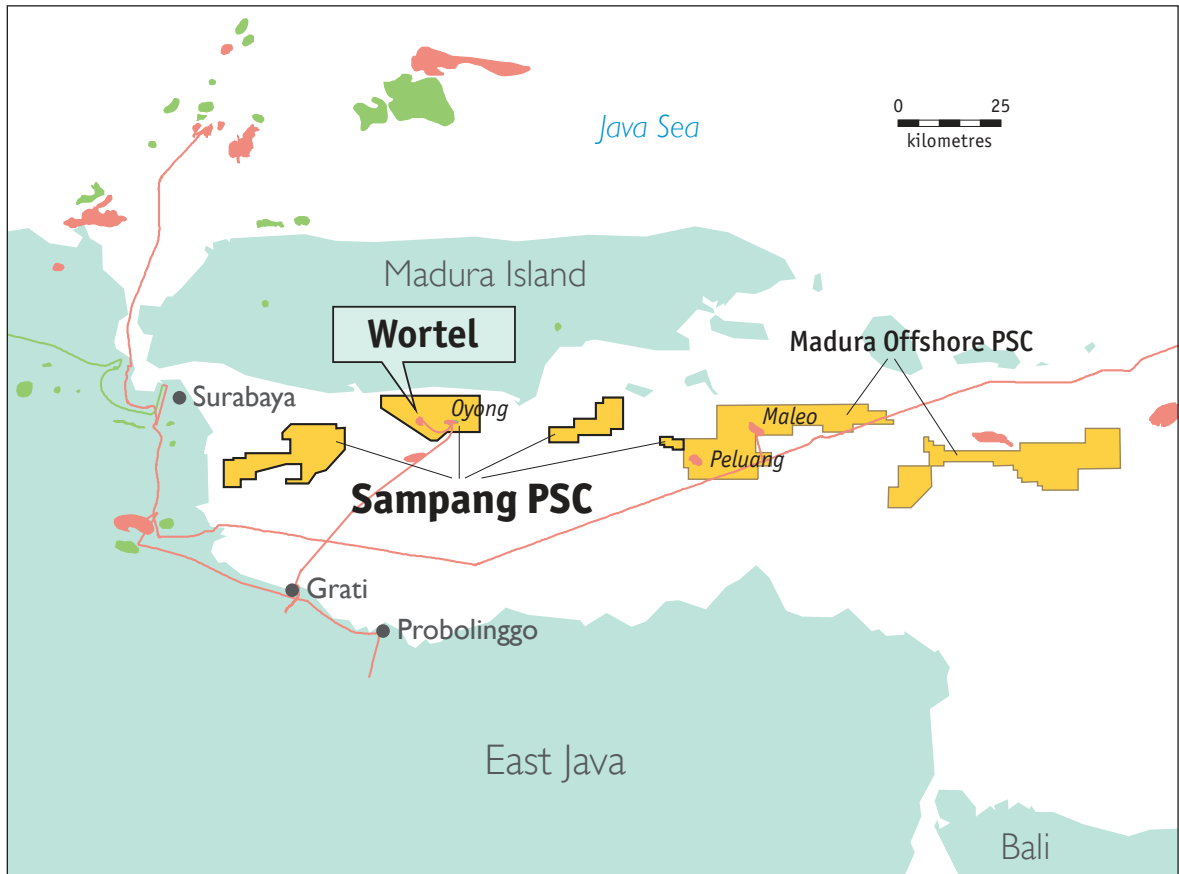 0 25
kilometres
Java Sea
Madura Island
Wortel
Madura Offshore PSC
Surabaya
Oyong
Maleo
Peluang
Sampang PSC
Grati
Probolinggo
East Java
Bali